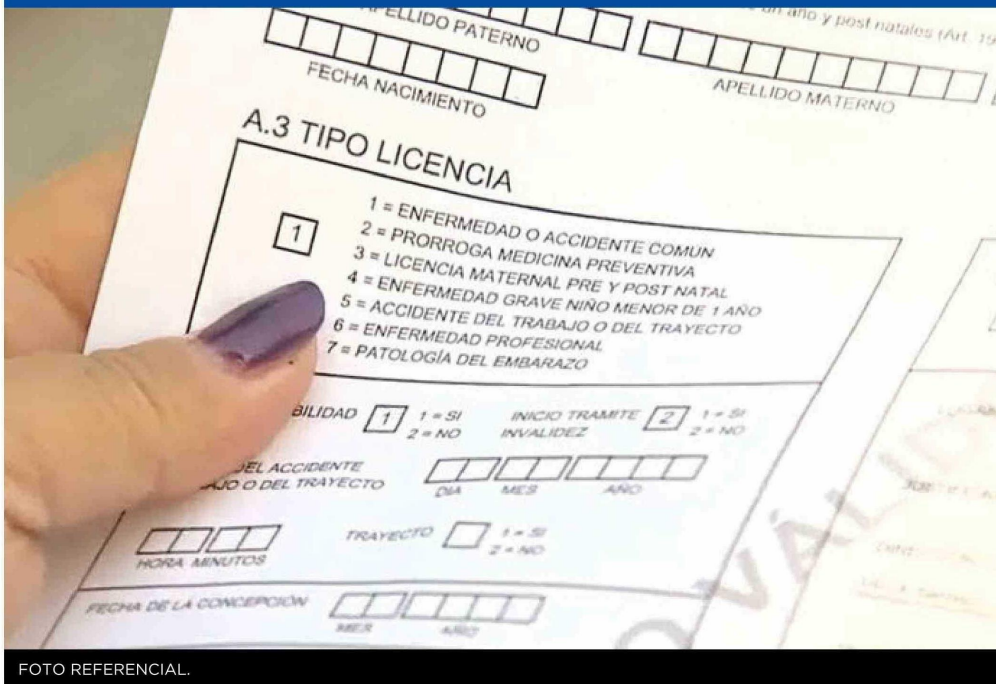 un año y post natales (Art. 19
APELLIDO PATERNO
APELLIDO MATERNO
FECHA NACIMIENTO
A.3 TIPO LICENCIA
1
1 = ENFERMEDAD O ACCIDENTE COMUN
2 = PRORROGA MEDICINA PREVENTIVA
3 = LICENCIA MATERNAL PRE Y POST NATAL
4 = ENFERMEDAD GRAVE NIÑO MENOR DE 1 AÑO
5 = ACCIDENTE DEL TRABAJO O DEL TRAYECTO
6 = ENFERMEDAD PROFESIONAL
7 = PATOLOGÍA DEL EMBARAZO
BILIDAD 1 1 = SI INICIO TRAMITE 2 1 = SI
2 = NO INVALIDEZ 2 = NO
DEL ACCIDENTE
AJO O DEL TRAYECTO DIA MES AÑO
TRAYECTO 1 = SI
2 = NO
HORA MINUTOS
FECHA DE LA CONCEPCIÓN
MES AÑO
O VÁLID
FOTO REFERENCIAL.